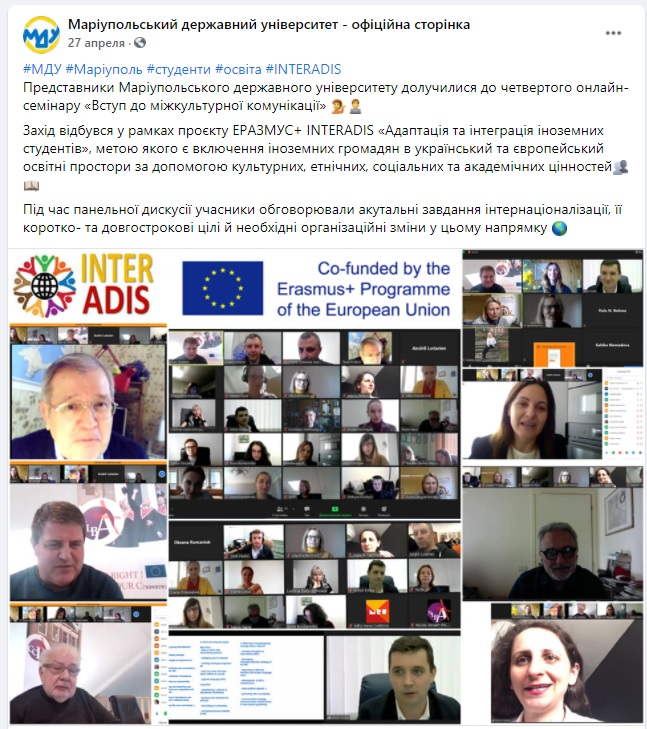 Маріупольський державний університет - офіційна сторінка
27 апреля ·
#МДУ #Маріуполь #студенти #освіта #INTERADIS
Представники Маріупольського державного університету долучилися до четвертого онлайн-
семінару «Вступ до міжкультурної комунікації»
Захід відбувся у рамках проєкту ЕРАЗМУС+ INTERADIS «Адаптація та інтеграція іноземних
студентів», метою якого є включення іноземних громадян в український та європейський
освітні простори за допомогою культурних, етнічних, соціальних та академічних цінностей
Під час панельної дискусії учасники обговорювали акутальні завдання інтернаціоналізації, її
коротко- та довгострокові цілі й необхідні організаційні зміни у цьому напрямку
INTER
ADIS
Co-funded by the
Erasmus+ Programme
of the European Union
Andrii Lutariev
Oksana Romaniuk